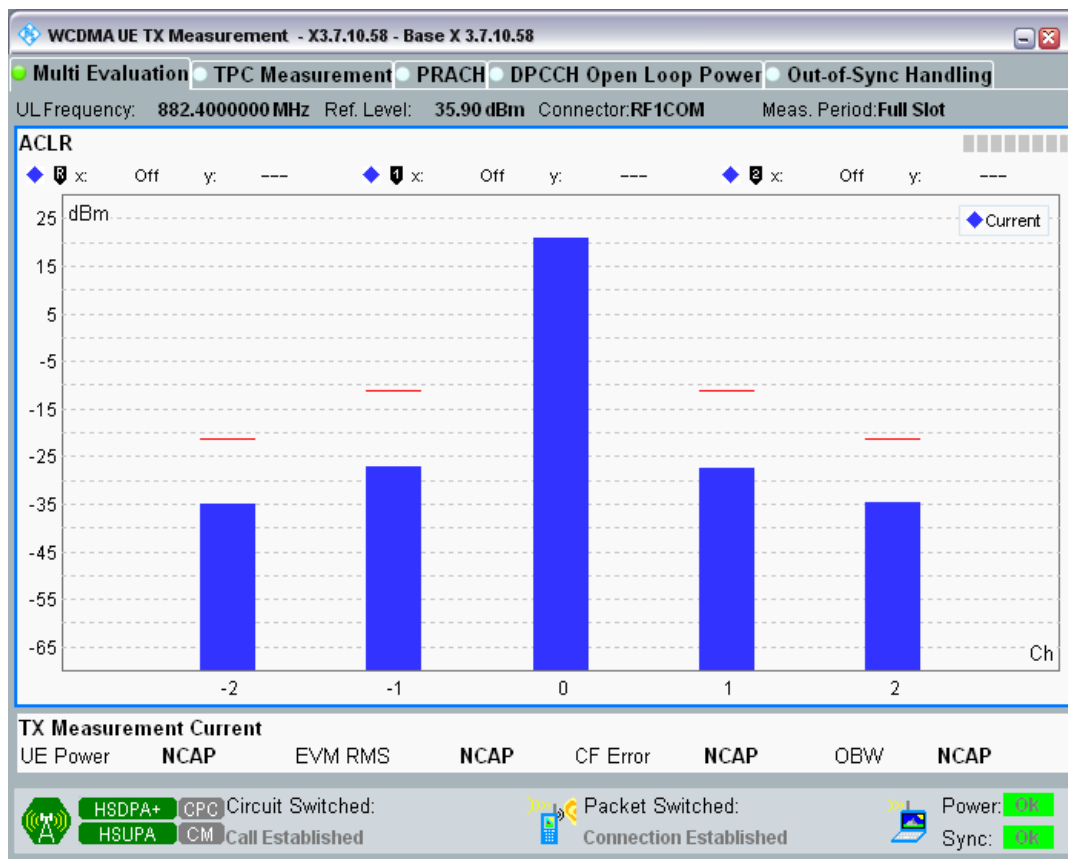 WCDMA UE TX Measurement - X3.7.10.58 - Base X 3.7.10.58
Multi Evaluation TPC Measurement PRACH DPCCH Open Loop Power Out-of-Sync Handling
UL Frequency: 882.4000000 MHz Ref. Level: 35.90 dBm Connector:RF1COM Meas. Period:Full Slot
ACLR
R x: Off y: --- 1 x: Off y: --- 2 x: Off y: ---
dBm
Current
25
15
5
-5
-15
-25
-35
-45
-55
-65
Ch
-2 -1 0 1 2
TX Measurement Current
UE Power NCAP EVM RMS NCAP CF Error NCAP OBW NCAP
HSDPA+ CPC Circuit Switched: Packet Switched: Power: OK
HSUPA CM Call Established Connection Established Sync: OK